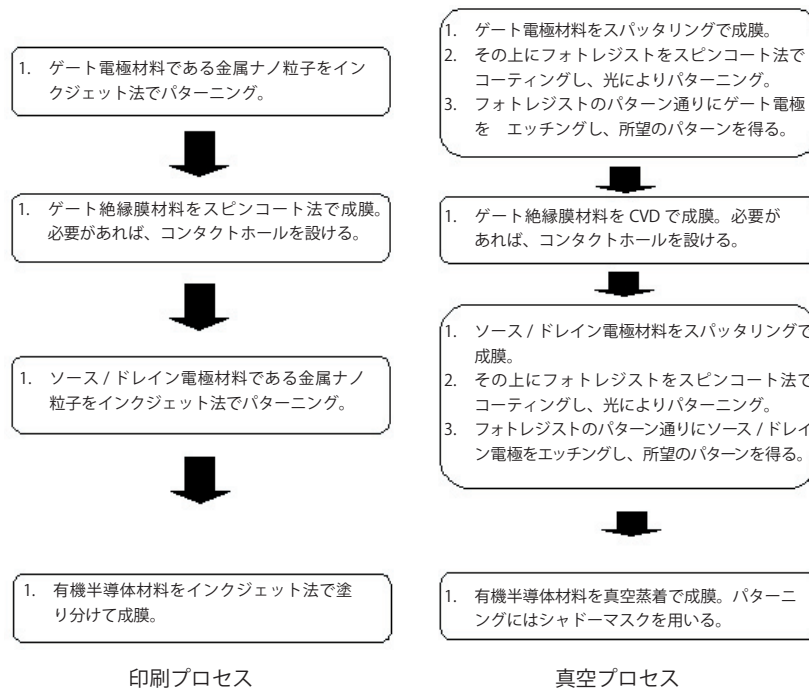 1. ゲート電極材料である金属ナノ粒子をイン
クジェット法でパターニング。
1. ゲート絶縁膜材料をスピンコート法で成膜。
必要があれば、コンタクトホールを設ける。
1. ソース / ドレイン電極材料である金属ナノ
粒子をインクジェット法でパターニング。
1. 有機半導体材料をインクジェット法で塗
り分けて成膜。
印刷プロセス
1. ゲート電極材料をスパッタリングで成膜。
2. その上にフォトレジストをスピンコート法で
コーティングし、光によりパターニング。
3. フォトレジストのパターン通りにゲート電極
を　エッチングし、所望のパターンを得る。
1. ゲート絶縁膜材料を CVD で成膜。必要が
あれば、コンタクトホールを設ける。
1. ソース / ドレイン電極材料をスパッタリングで
成膜。
2. その上にフォトレジストをスピンコート法で
コーティングし、光によりパターニング。
3. フォトレジストのパターン通りにソース / ドレイ
ン電極をエッチングし、所望のパターンを得る。
1. 有機半導体材料を真空蒸着で成膜。パターニ
ングにはシャドーマスクを用いる。
真空プロセス